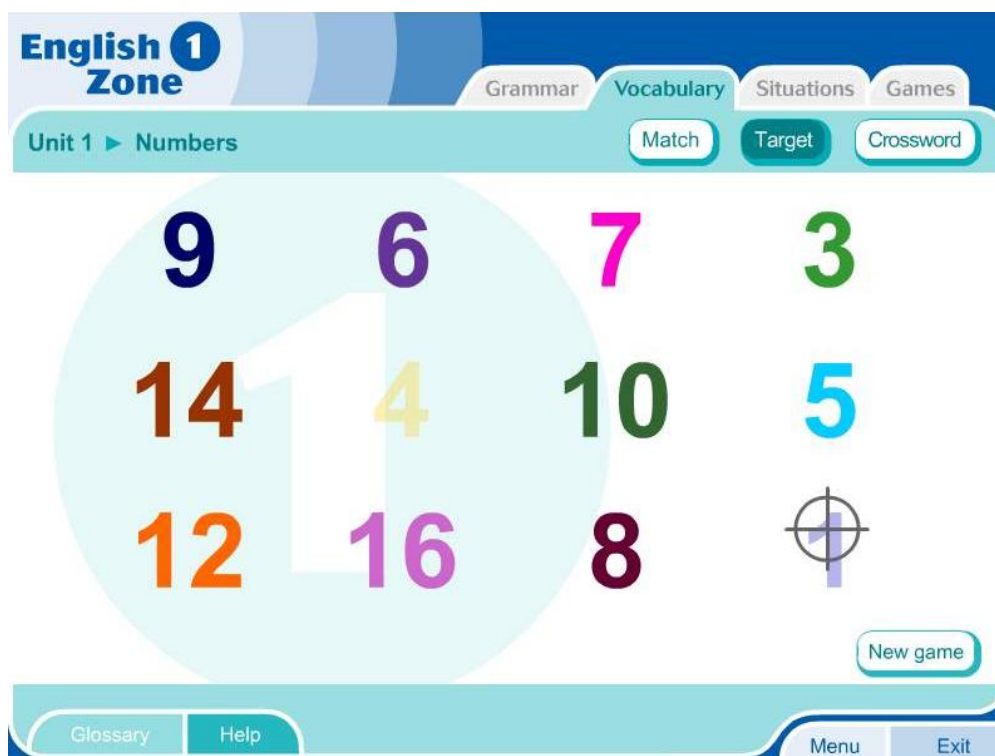 English 1
Zone
Grammar Vocabulary Situations Games
Unit 1 ► Numbers
Match Target Crossword
9 6 7 3
14 4 10 5
12 16 8 1
1
New game
Glossary Help
Menu Exit